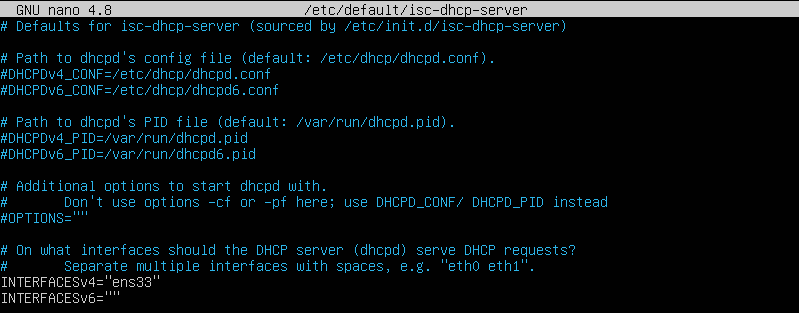 GNU nano 4.8 /etc/default/isc-dhcp-server
# Defaults for isc-dhcp-server (sourced by /etc/init.d/isc-dhcp-server)
# Path to dhcpd's config file (default: /etc/dhcp/dhcpd.conf).
#DHCPDv4_CONF=/etc/dhcp/dhcpd.conf
#DHCPDv6_CONF=/etc/dhcp/dhcpd6.conf
# Path to dhcpd's PID file (default: /var/run/dhcpd.pid).
#DHCPDv4_PID=/var/run/dhcpd.pid
#DHCPDv6_PID=/var/run/dhcpd6.pid
# Additional options to start dhcpd with.
#       Don't use options -cf or -pf here; use DHCPD_CONF/ DHCPD_PID instead
#OPTIONS=""
# On what interfaces should the DHCP server (dhcpd) serve DHCP requests?
#       Separate multiple interfaces with spaces, e.g. "eth0 eth1".
INTERFACESv4="ens33"
INTERFACESv6=""